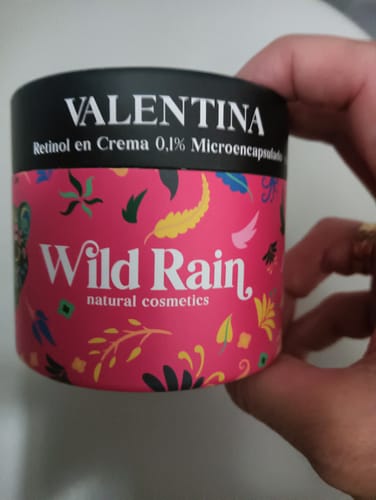 VALENTINA
Retinol en Crema 0,1% Microencapsulado
Wild Rain
natural cosmetics